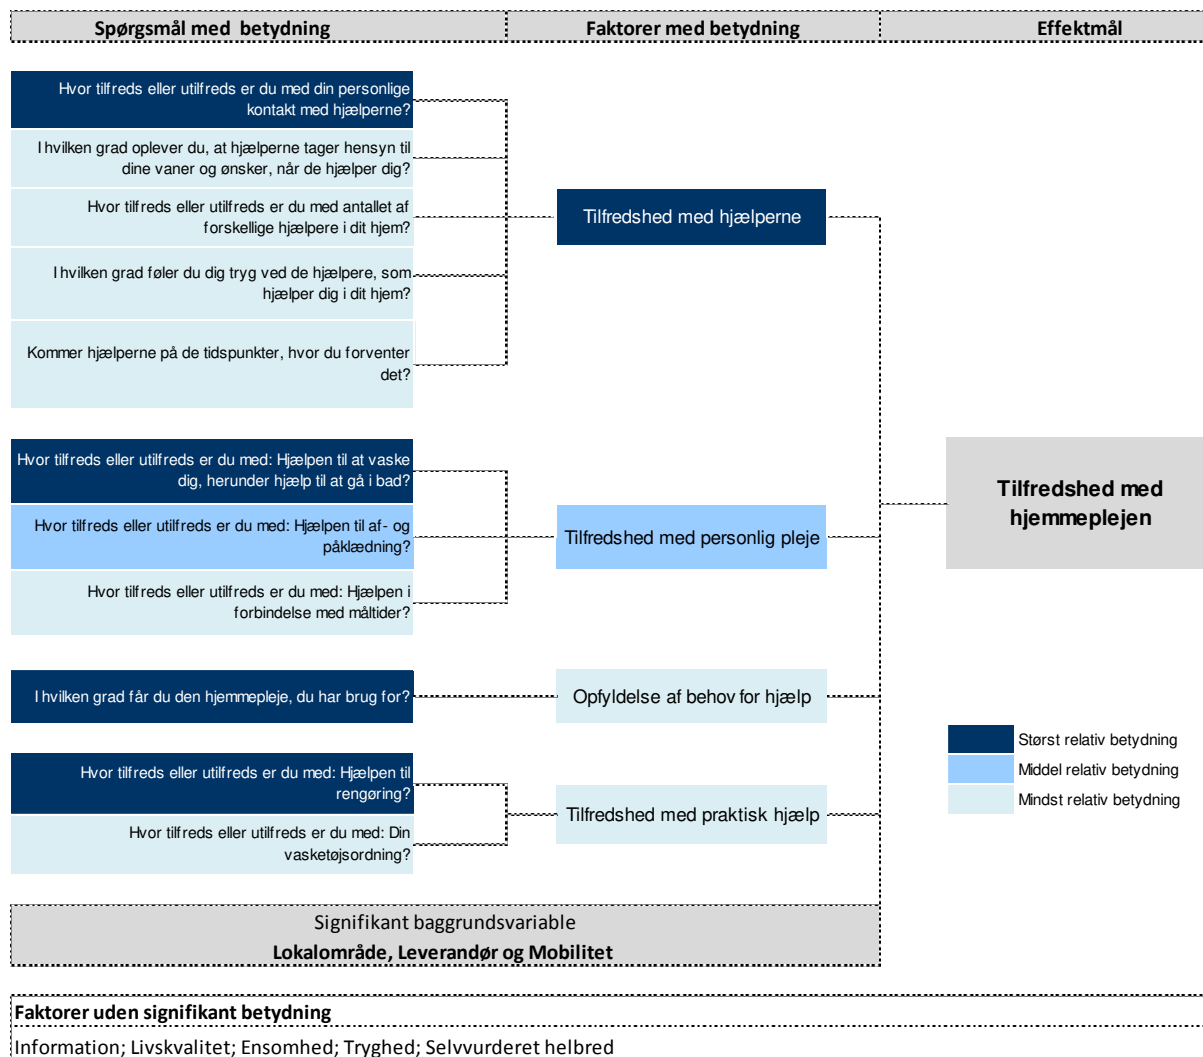 Spørgsmål med betydning
Faktorer med betydning
Effektmål
Hvor tilfreds eller utilfreds er du med din personlige
kontakt med hjælperne?
I hvilken grad oplever du, at hjælperne tager hensyn til
dine vaner og ønsker, når de hjælper dig?
Hvor tilfreds eller utilfreds er du med antallet af
forskellige hjælpere i dit hjem?
I hvilken grad føler du dig tryg ved de hjælpere, som
hjælper dig i dit hjem?
Kommer hjælperne på de tidspunkter, hvor du forventer
det?
Tilfredshed med hjælperne
Hvor tilfreds eller utilfreds er du med: Hjælpen til at vaske
dig, herunder hjælp til at gå i bad?
Hvor tilfreds eller utilfreds er du med: Hjælpen til af- og
påklædning?
Hvor tilfreds eller utilfreds er du med: Hjælpen i
forbindelse med måltider?
Tilfredshed med personlig pleje
Tilfredshed med
hjemmeplejen
I hvilken grad får du den hjemmepleje, du har brug for?
Opfyldelse af behov for hjælp
Hvor tilfreds eller utilfreds er du med: Hjælpen til
rengøring?
Hvor tilfreds eller utilfreds er du med: Din
vasketøjsordning?
Tilfredshed med praktisk hjælp
Størst relativ betydning
Middel relativ betydning
Mindst relativ betydning
Signifikant baggrundsvariable
Lokalområde, Leverandør og Mobilitet
Faktorer uden signifikant betydning
Information; Livskvalitet; Ensomhed; Tryghed; Selvvurderet helbred